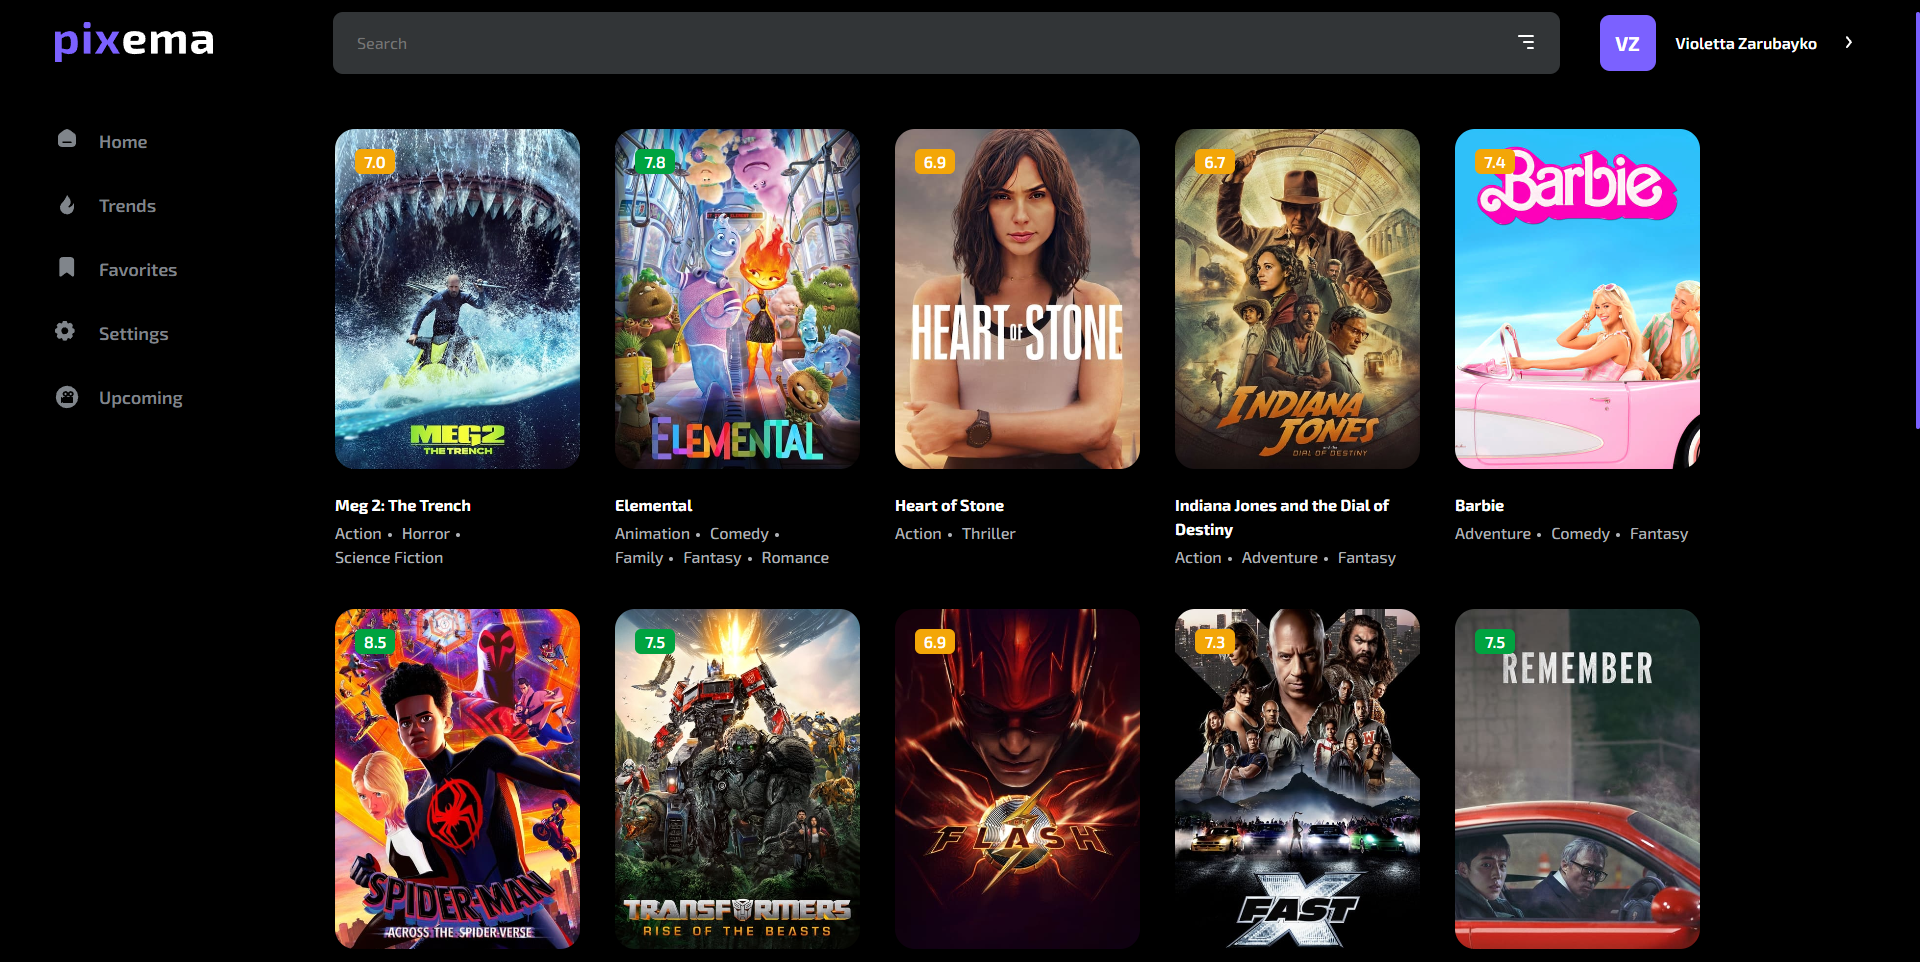 pixema
Search
VZ
Violetta Zarubayko
Home
Trends
Favorites
Settings
Upcoming
7.0
MEG2
THE TRENCH
Meg 2: The Trench
Action • Horror •
Science Fiction
7.8
ELEMENTAL
Elemental
Animation • Comedy •
Family • Fantasy • Romance
6.9
HEART OF STONE
Heart of Stone
Action • Thriller
6.7
INDIANA
JONES
AND THE
DIAL OF DESTINY
Indiana Jones and the Dial of
Destiny
Action • Adventure • Fantasy
7.4
Barbie
Barbie
Adventure • Comedy • Fantasy
8.5
SPIDER-MAN
ACROSS THE SPIDER-VERSE
7.5
TRANSFORMERS
RISE OF THE BEASTS
6.9
FLASH
7.3
FAST X
7.5
REMEMBER